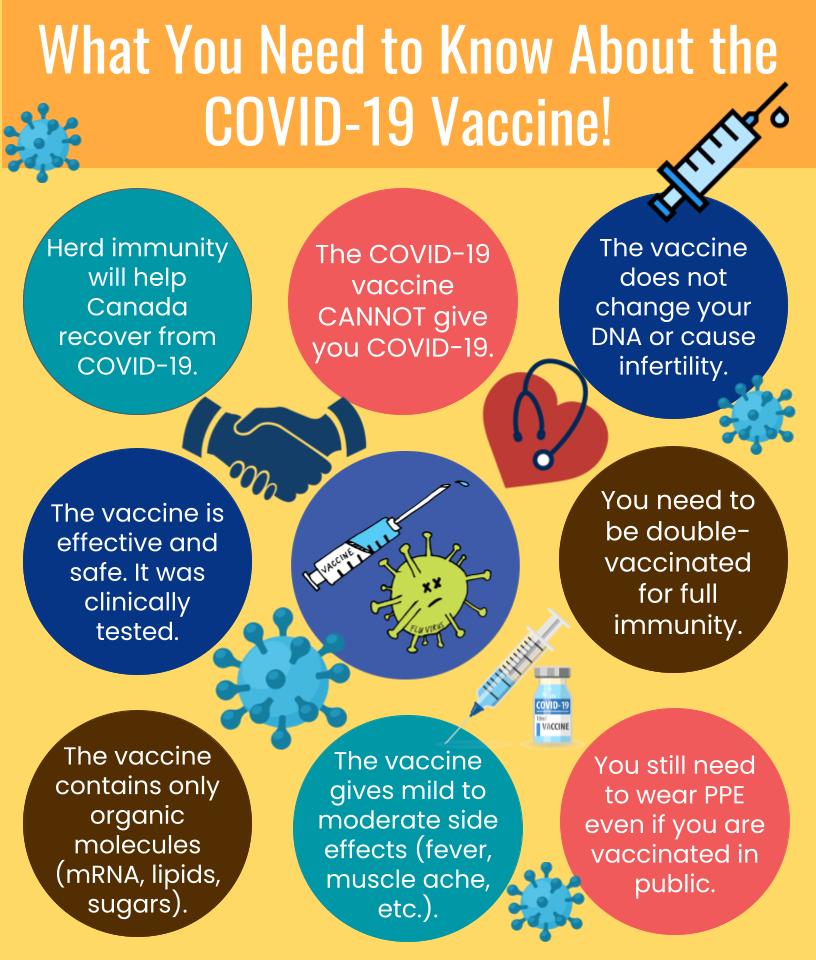 What You Need to Know About the
COVID-19 Vaccine!
Herd immunity
will help
Canada
recover from
COVID-19.
The COVID-19
vaccine
CANNOT give
you COVID-19.
The vaccine
does not
change your
DNA or cause
infertility.
The vaccine is
effective and
safe. It was
clinically
tested.
VACCINE
FLU VIRUS
You need to
be double-
vaccinated
for full
immunity.
COVID-19
10ml
VACCINE
The vaccine
contains only
organic
molecules
(mRNA, lipids,
sugars).
The vaccine
gives mild to
moderate side
effects (fever,
muscle ache,
etc.).
You still need
to wear PPE
even if you are
vaccinated in
public.